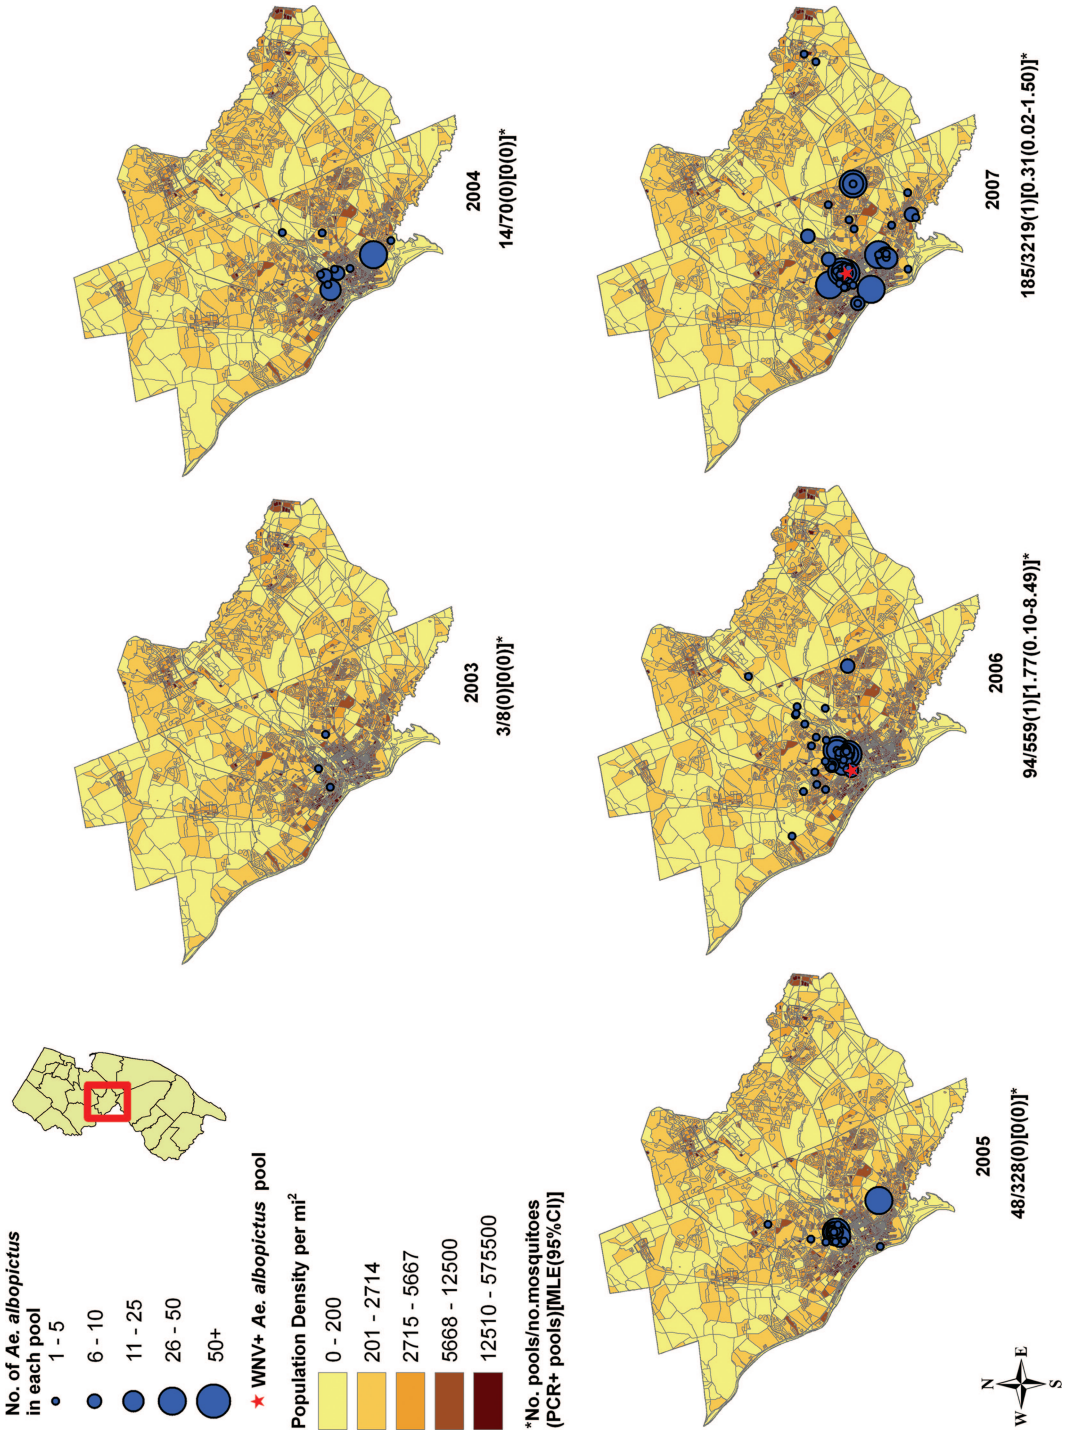 No. of Ae. albopictus
in each pool
1 - 5
6 - 10
11 - 25
26 - 50
50+
WNV+ Ae. albopictus pool
Population Density per mi²
0 - 200
201 - 2714
2715 - 5667
5668 - 12500
12510 - 575500
*No. pools/no.mosquitoes
(PCR+ pools)[MLE(95%CI)]
N
W E
S
2003
3/8(0)[0(0)]*
2004
14/70(0)[0(0)]*
2005
48/328(0)[0(0)]*
2006
94/559(1)[1.77(0.10-8.49)]*
2007
185/3219(1)[0.31(0.02-1.50)]*